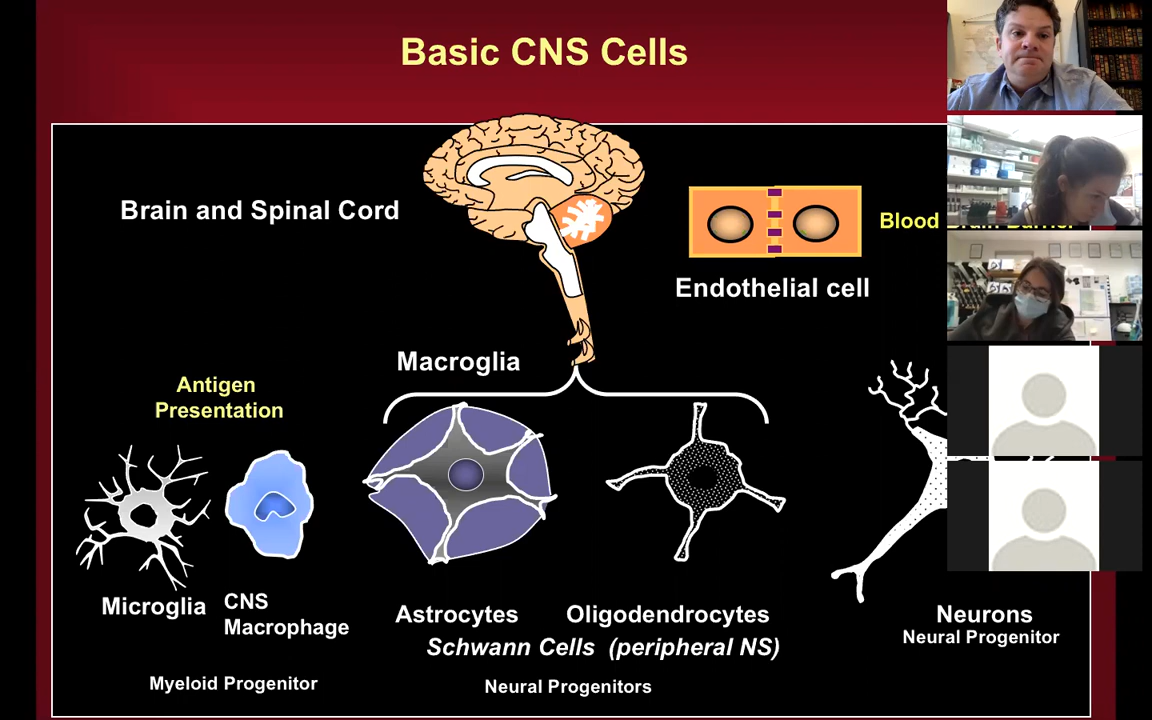 Basic CNS Cells
Brain and Spinal Cord
Blood Brain Barrier
Endothelial cell
Macroglia
Antigen
Presentation
Microglia
CNS
Macrophage
Astrocytes
Oligodendrocytes
Neurons
Schwann Cells (peripheral NS)
Neural Progenitor
Myeloid Progenitor
Neural Progenitors